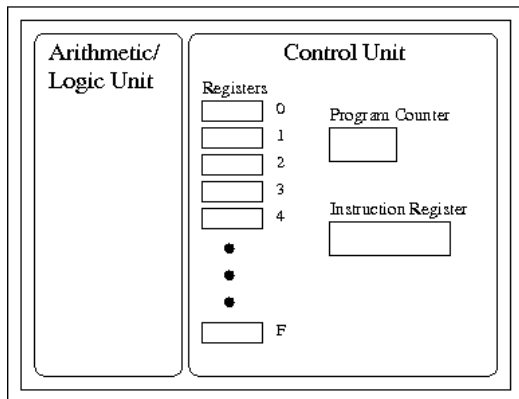 Arithmetic/
Logic Unit
Control Unit
Registers
0
1
2
3
4
F
Program Counter
Instruction Register